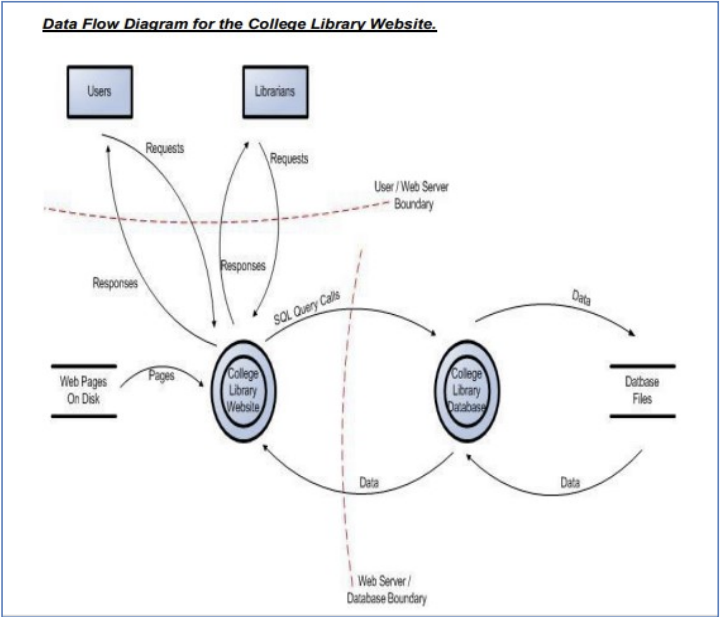 Data Flow Diagram for the College Library Website.
Users
Librarians
Requests
Requests
User / Web Server
Boundary
Responses
Responses
SQL Query Calls
Data
Web Pages
On Disk
Pages
College
Library
Website
College
Library
Database
Datbase
Files
Data
Data
Web Server /
Database Boundary